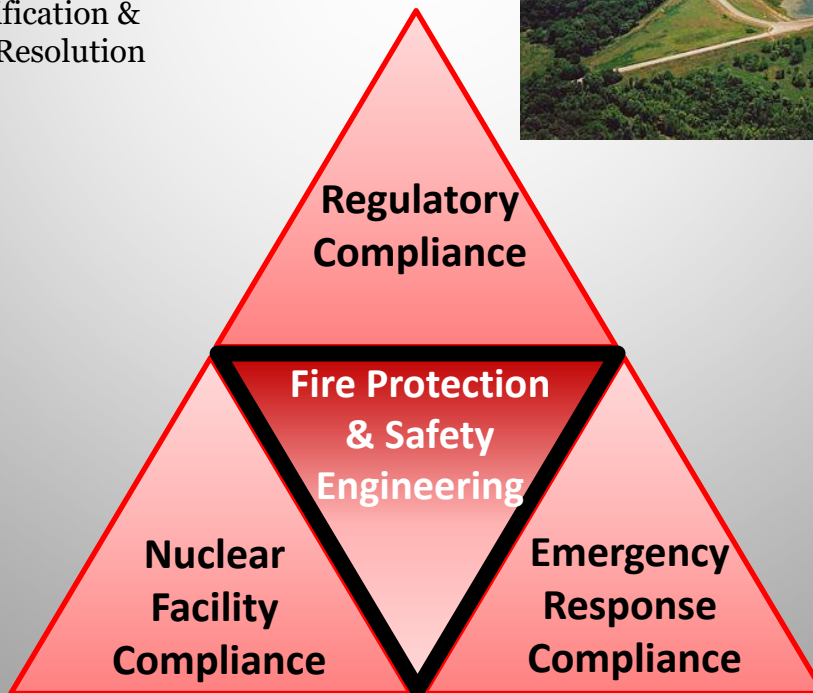 Resolution
Regulatory
Compliance
Fire Protection
& Safety
Engineering
Nuclear
Facility
Compliance
Emergency
Response
Compliance